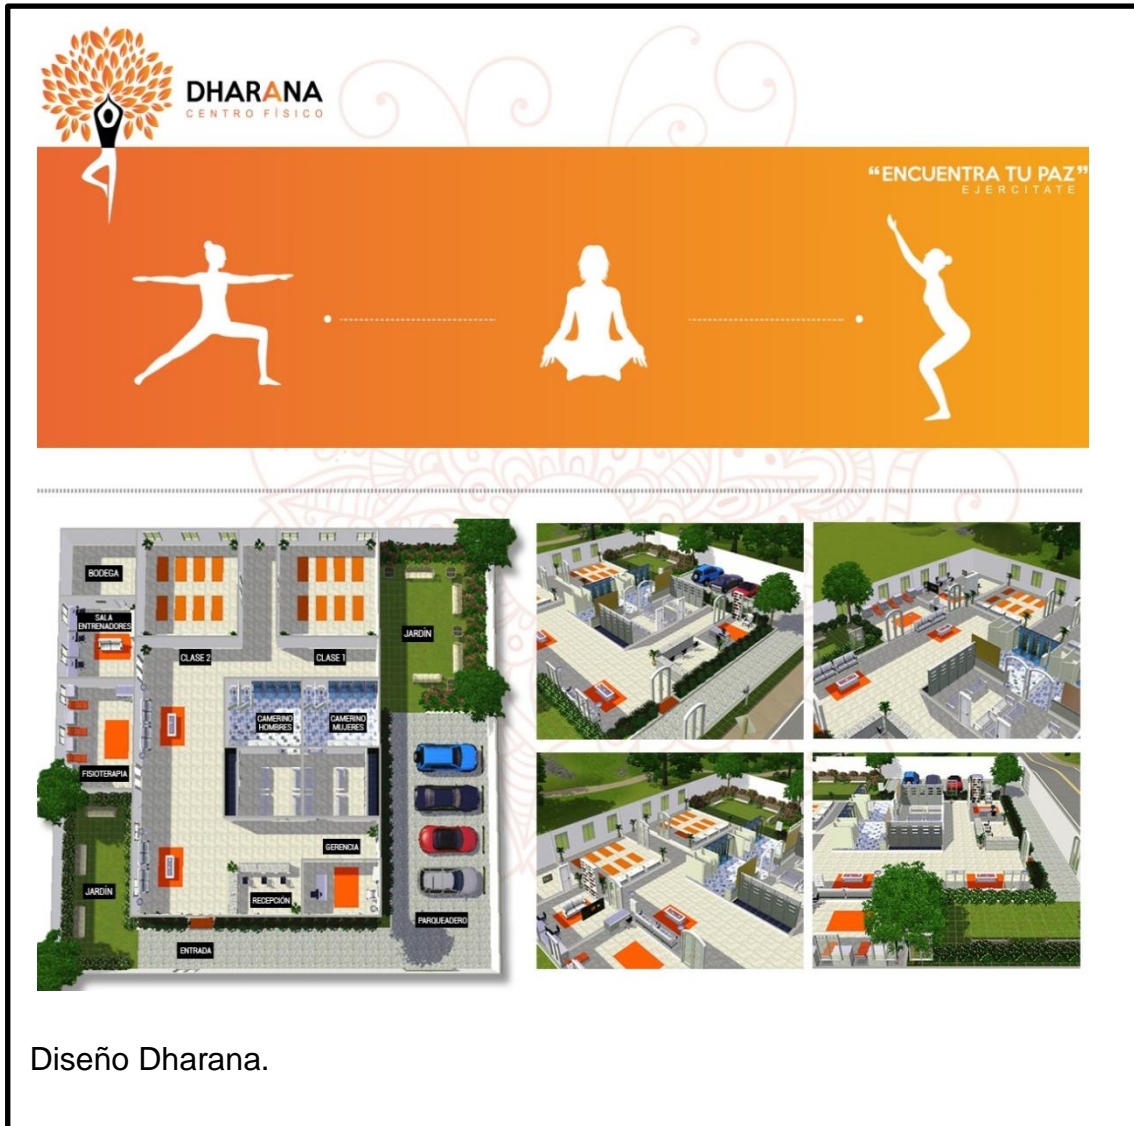 DHARANA
CENTRO FÍSICO
“ENCUENTRA TU PAZ”
EJERCITATE
BODEGA
SALA
ENTRENADORES
CLASE 2
CLASE 1
JARDÍN
CAMERINO
HOMBRES
CAMERINO
MUJERES
FISIOTERAPIA
GERENCIA
JARDÍN
RECEPCIÓN
PARQUEADERO
ENTRADA
Diseño Dharana.